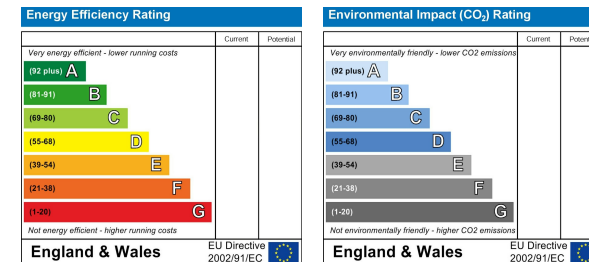 Energy Efficiency Rating
Current Potential
Very energy efficient - lower running costs
(92 plus) A
(81-91) B
(69-80) C
(55-68) D
(39-54) E
(21-38) F
(1-20) G
Not energy efficient - higher running costs
England & Wales
EU Directive
2002/91/EC
Environmental Impact (CO₂) Rating
Current Potent
Very environmentally friendly - lower CO2 emissions
(92 plus) A
(81-91) B
(69-80) C
(55-68) D
(39-54) E
(21-38) F
(1-20) G
Not environmentally friendly - higher CO2 emissions
England & Wales
EU Directive
2002/91/EC